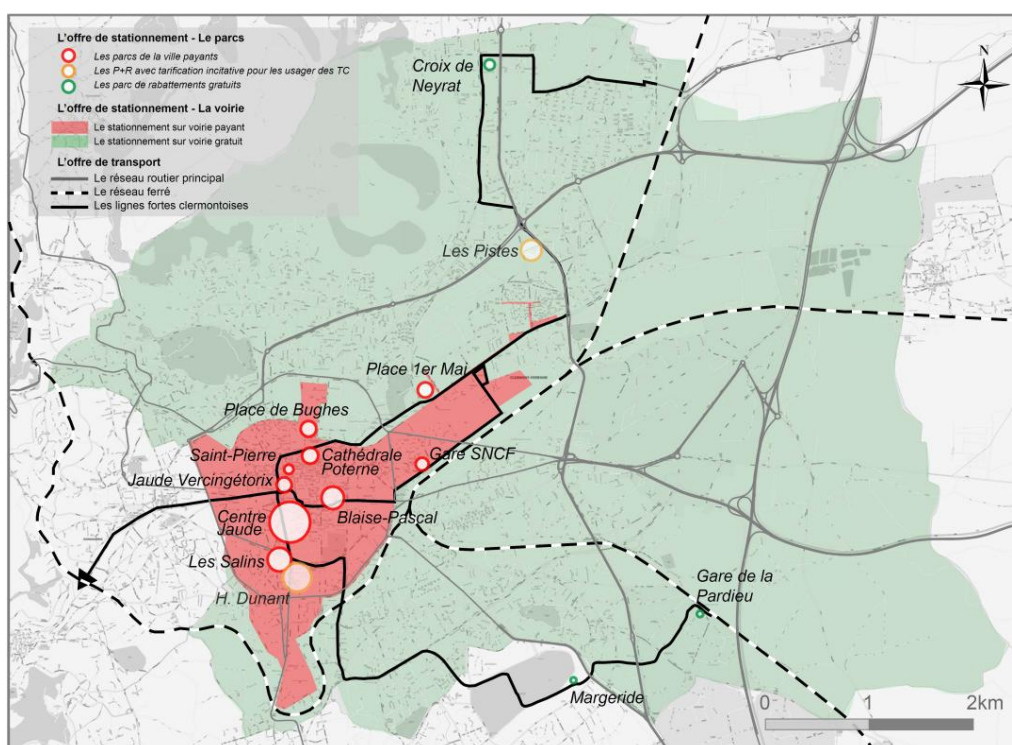 L'offre de stationnement - Le parcs
Les parcs de la ville payants
Les P+R avec tarification incitative pour les usager des TC
Les parc de rabattements gratuits
L'offre de stationnement - La voirie
Le stationnement sur voirie payant
Le stationnement sur voirie gratuit
L'offre de transport
Le réseau routier principal
Le réseau ferré
Les lignes fortes clermontoises
N
Croix de
Neyrat
Les Pistes
Place 1er Mai
Place de Bughes
Saint-Pierre
Cathédrale
Poterne
Gare SNCF
Jaude Vercingétorix
Centre
Jaude
Blaise-Pascal
Les Salins
H. Dunant
Gare de la
Pardieu
Margeride
0 1 2km